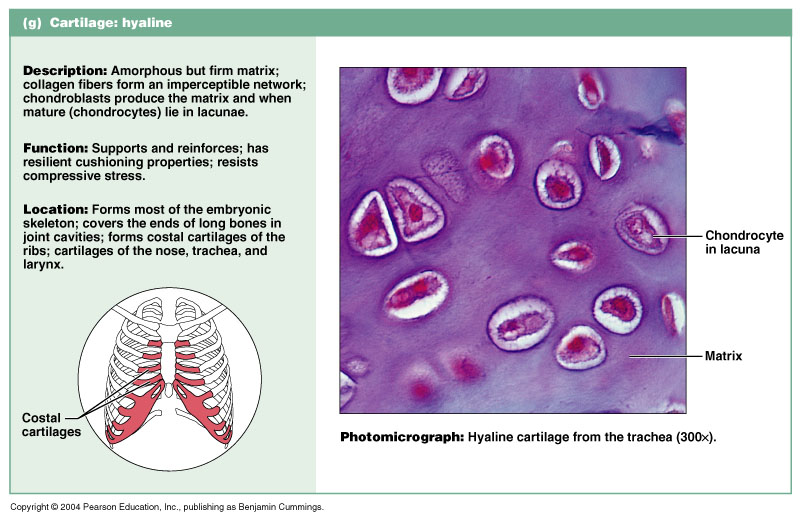 (g) Cartilage: hyaline
Description: Amorphous but firm matrix;
collagen fibers form an imperceptible network;
chondroblasts produce the matrix and when
mature (chondrocytes) lie in lacunae.
Function: Supports and reinforces; has
resilient cushioning properties; resists
compressive stress.
Location: Forms most of the embryonic
skeleton; covers the ends of long bones in
joint cavities; forms costal cartilages of the
ribs; cartilages of the nose, trachea, and
larynx.
Costal
cartilages
Chondrocyte
in lacuna
Matrix
Photomicrograph: Hyaline cartilage from the trachea (300×).
Copyright © 2004 Pearson Education, Inc., publishing as Benjamin Cummings.